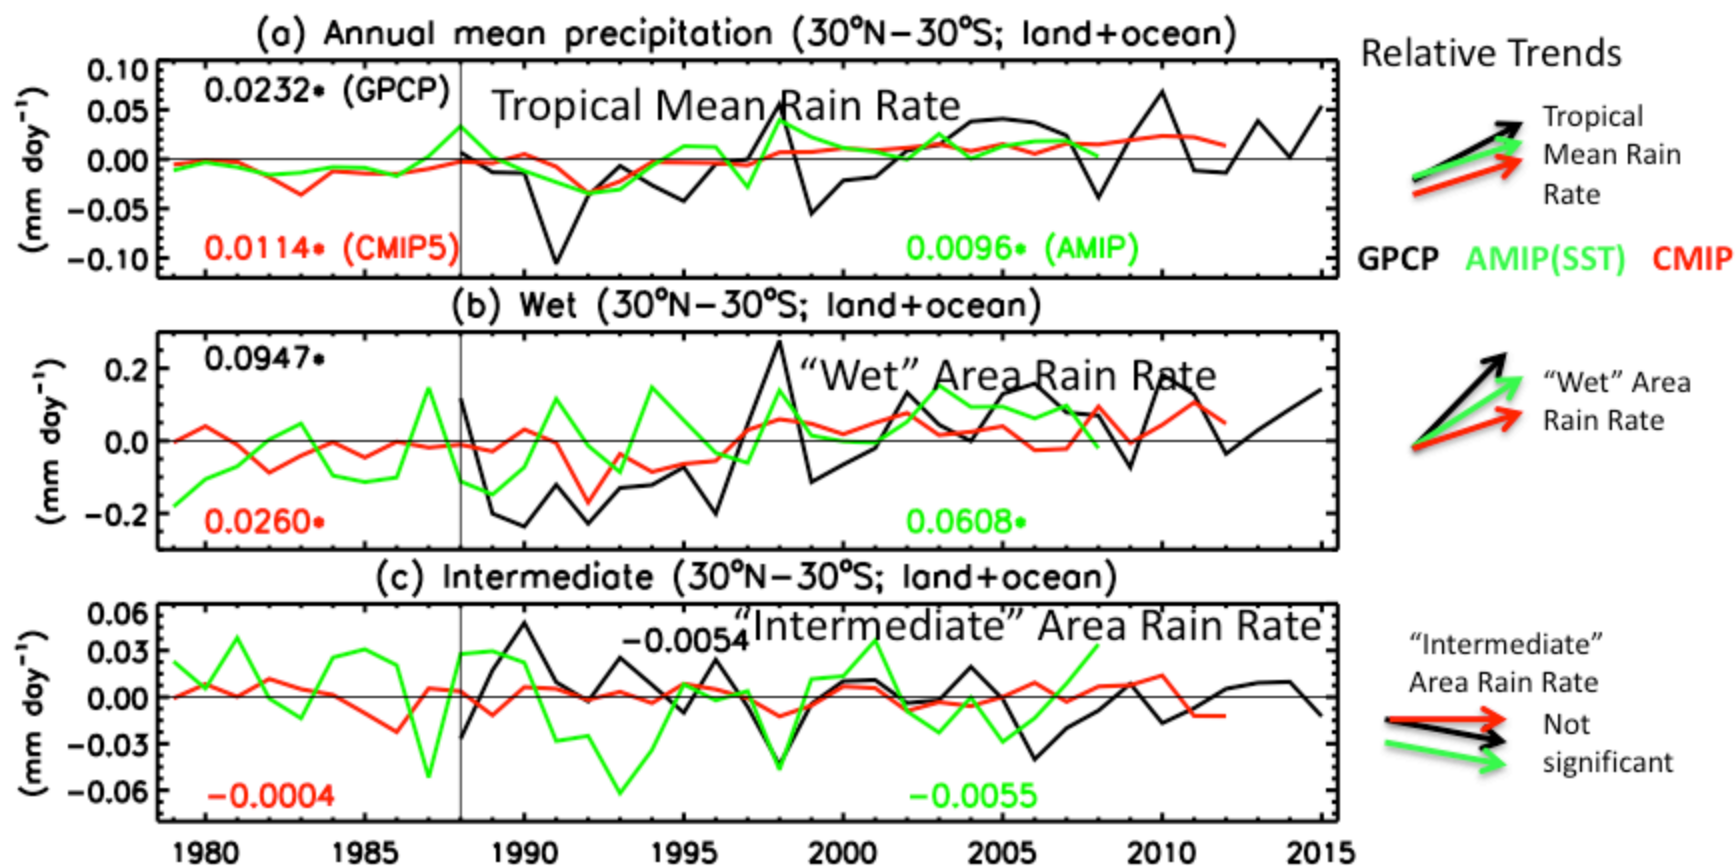 (a) Annual mean precipitation (30°N−30°S; land+ocean)
Relative Trends
0.10
0.05
0.00
−0.05
−0.10
(mm day⁻¹)
0.0232* (GPCP)
Tropical Mean Rain Rate
0.0114* (CMIP5)
0.0096* (AMIP)
Tropical
Mean Rain
Rate
GPCP AMIP(SST) CMIP
(b) Wet (30°N−30°S; land+ocean)
0.2
0.0
−0.2
(mm day⁻¹)
0.0947*
“Wet” Area Rain Rate
0.0260*
0.0608*
“Wet” Area
Rain Rate
(c) Intermediate (30°N−30°S; land+ocean)
0.06
0.03
0.00
−0.03
−0.06
(mm day⁻¹)
−0.0054
“Intermediate” Area Rain Rate
−0.0004
−0.0055
“Intermediate”
Area Rain Rate
Not
significant
1980 1985 1990 1995 2000 2005 2010 2015